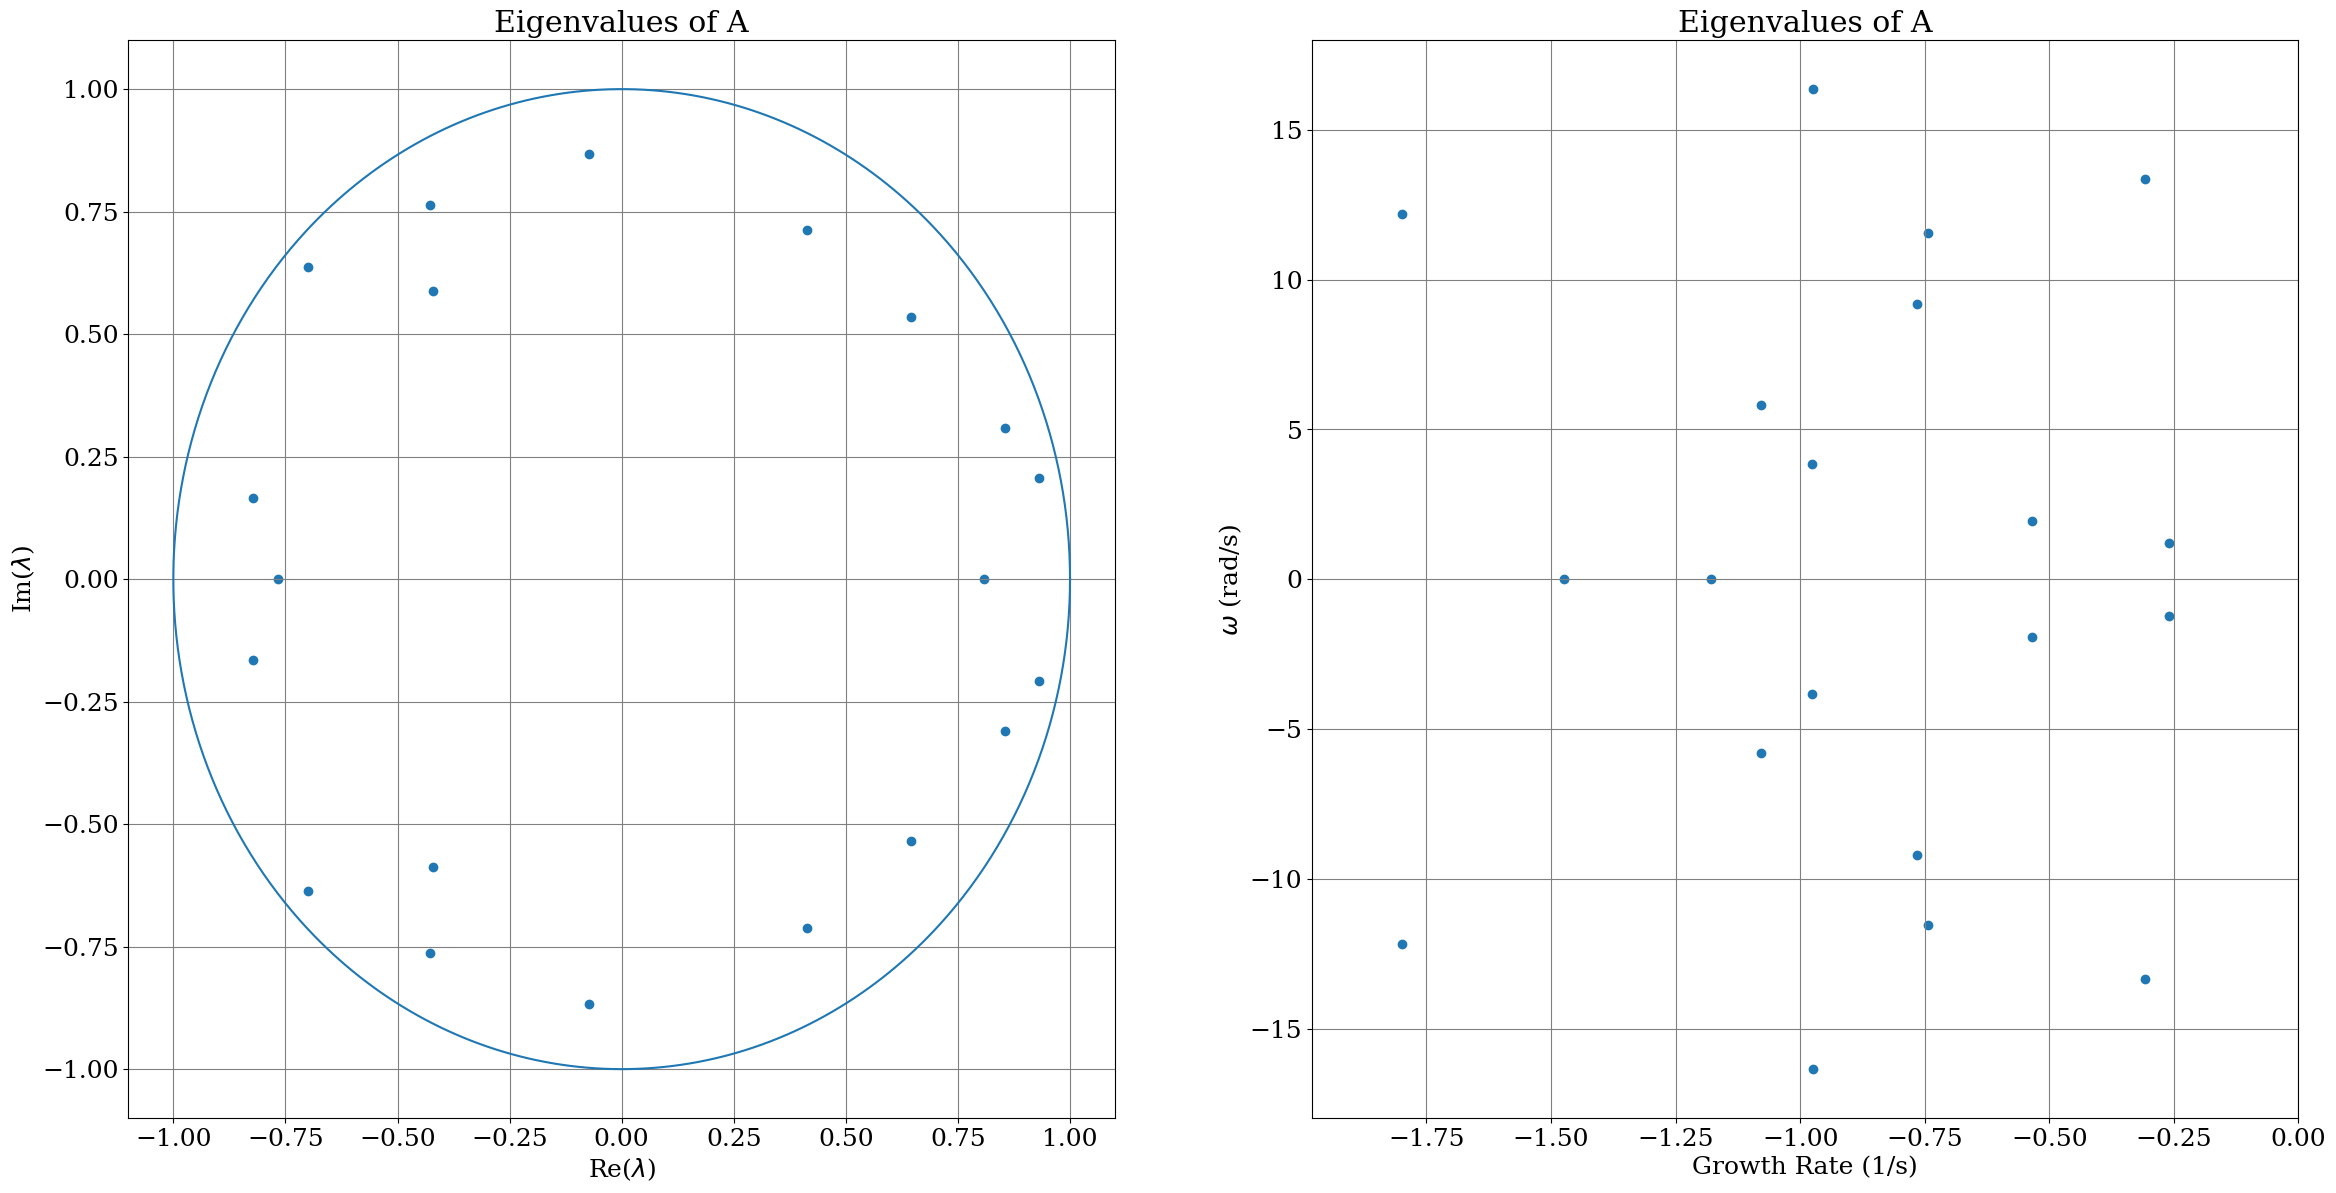 Eigenvalues of A
1.00
0.75
0.50
0.25
0.00
−0.25
−0.50
−0.75
−1.00
Im(λ)
−1.00 −0.75 −0.50 −0.25 0.00 0.25 0.50 0.75 1.00
Re(λ)
Eigenvalues of A
15
10
5
0
−5
−10
−15
ω (rad/s)
−1.75 −1.50 −1.25 −1.00 −0.75 −0.50 −0.25 0.00
Growth Rate (1/s)